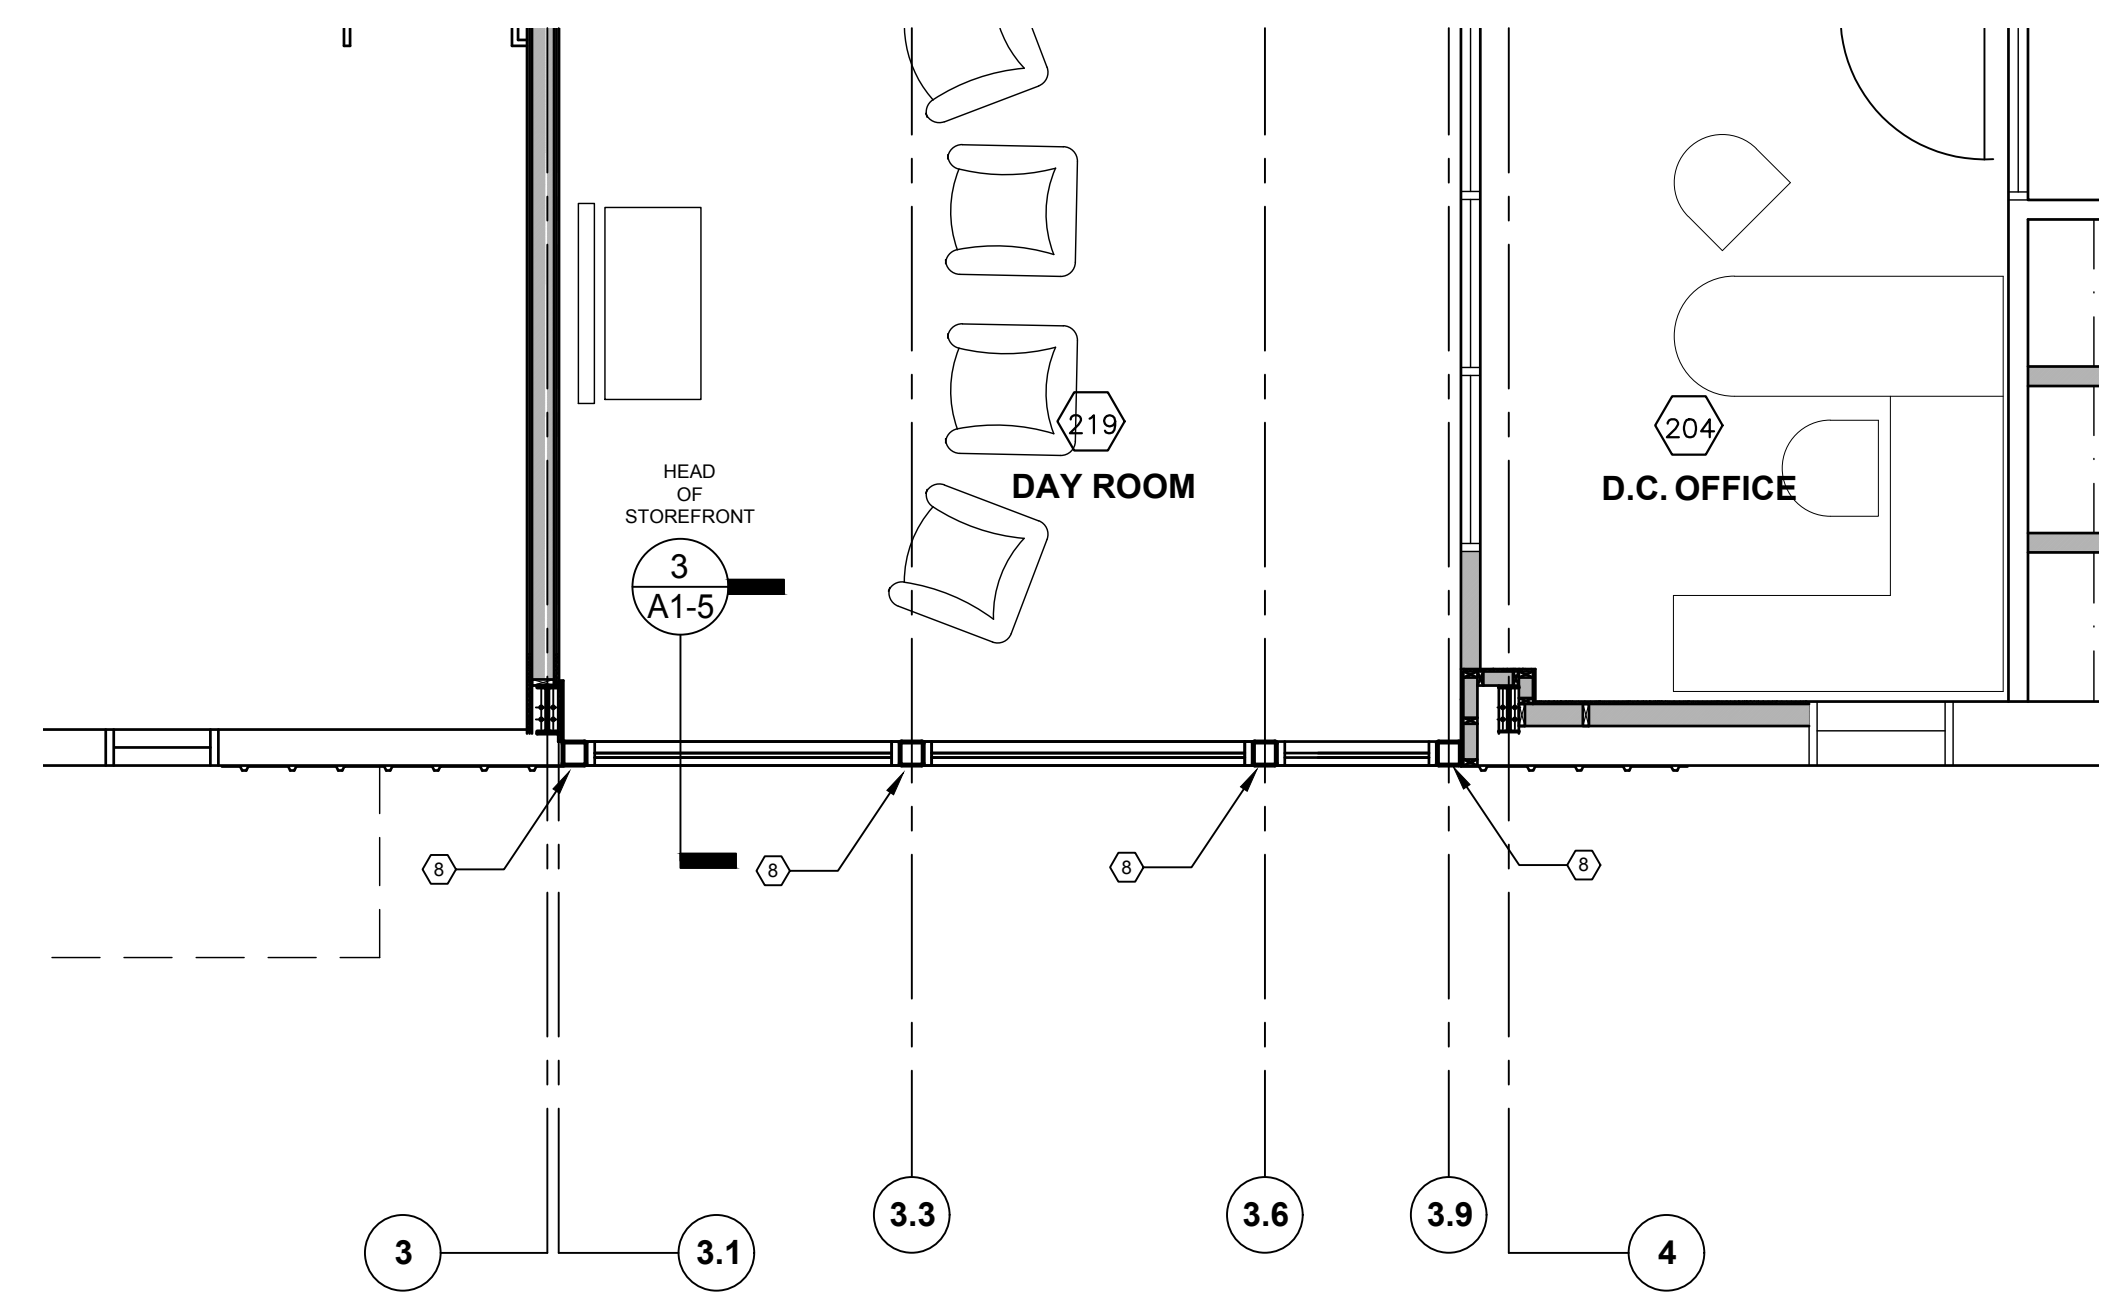 219
DAY ROOM
204
D.C. OFFICE
HEAD
OF
STOREFRONT
3
A1-5
8
8
8
8
3.3
3.6
3.9
3
3.1
4